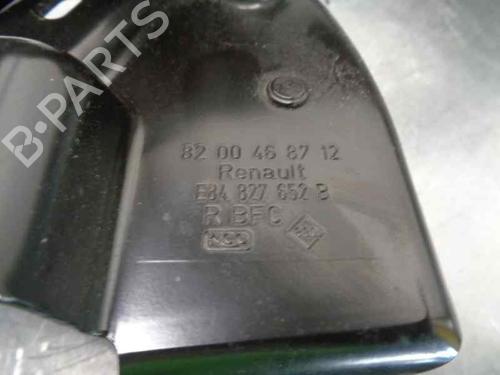 B-PARTS
82 00 46 87 12
Renault
E84 827 652 B
R BFC